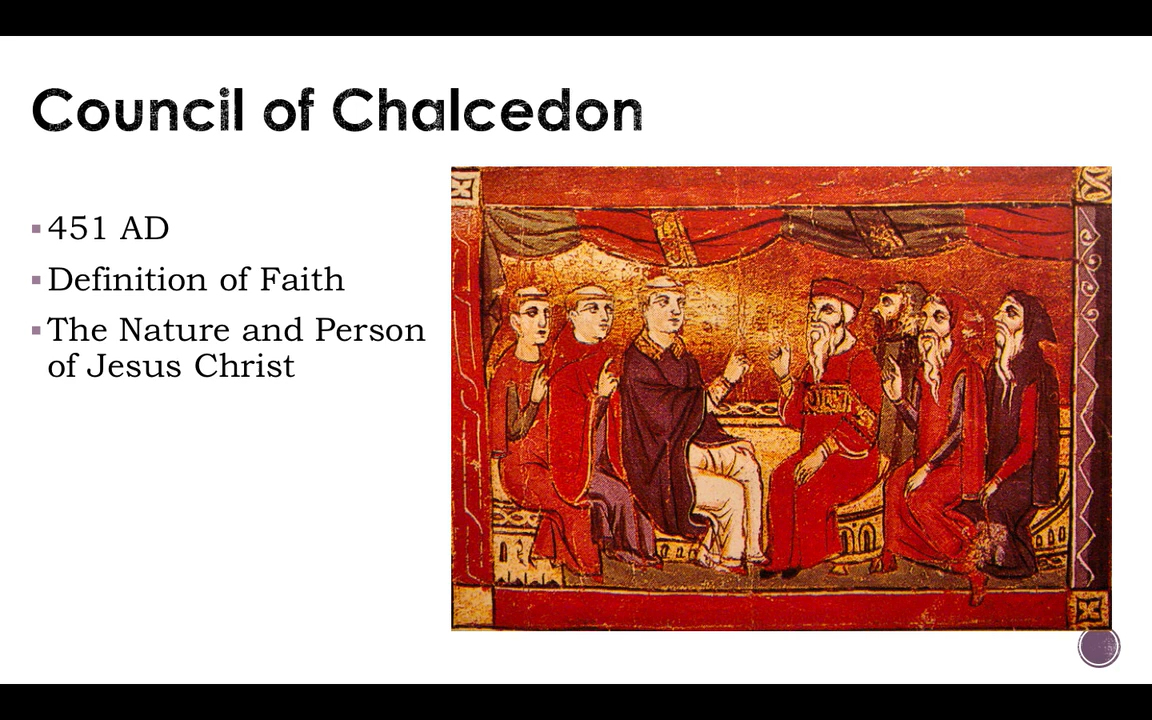 Council of Chalcedon
451 AD
Definition of Faith
The Nature and Person
of Jesus Christ